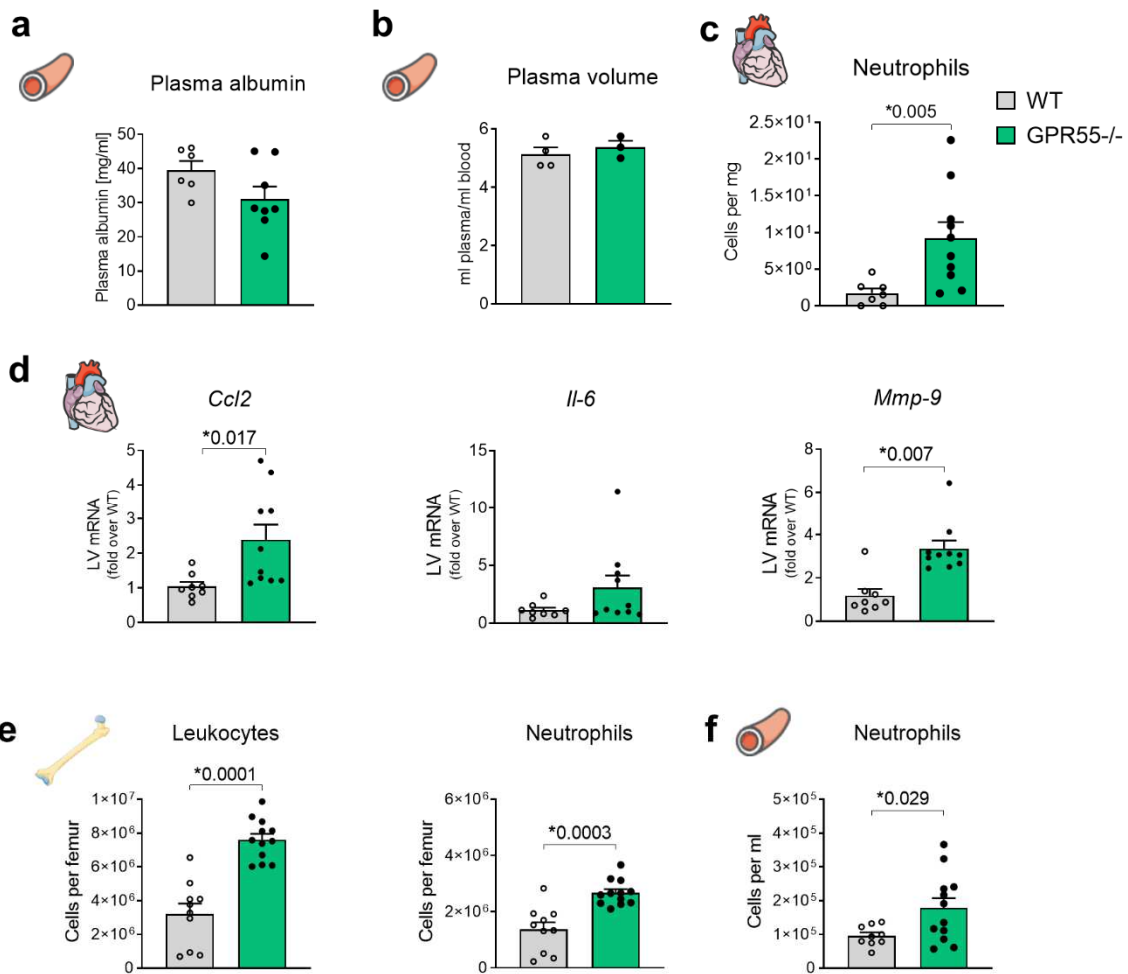 a
Plasma albumin
Plasma albumin [mg/ml]
50
40
30
20
10
0
b
Plasma volume
ml plasma/ml blood
6
4
2
0
c
Neutrophils
*0.005
Cells per mg
2.5×10¹
2×10¹
1×10¹
1×10¹
5×10⁰
0
WT
GPR55-/-
d
Ccl2
*0.017
LV mRNA
(fold over WT)
5
4
3
2
1
0
Il-6
LV mRNA
(fold over WT)
15
10
5
0
Mmp-9
*0.007
LV mRNA
(fold over WT)
8
6
4
2
0
e
Leukocytes
*0.0001
Cells per femur
1×10⁷
8×10⁶
6×10⁶
4×10⁶
2×10⁶
0
Neutrophils
*0.0003
Cells per femur
6×10⁶
4×10⁶
2×10⁶
0
f
Neutrophils
*0.029
Cells per ml
5×10⁵
4×10⁵
3×10⁵
2×10⁵
1×10⁵
0